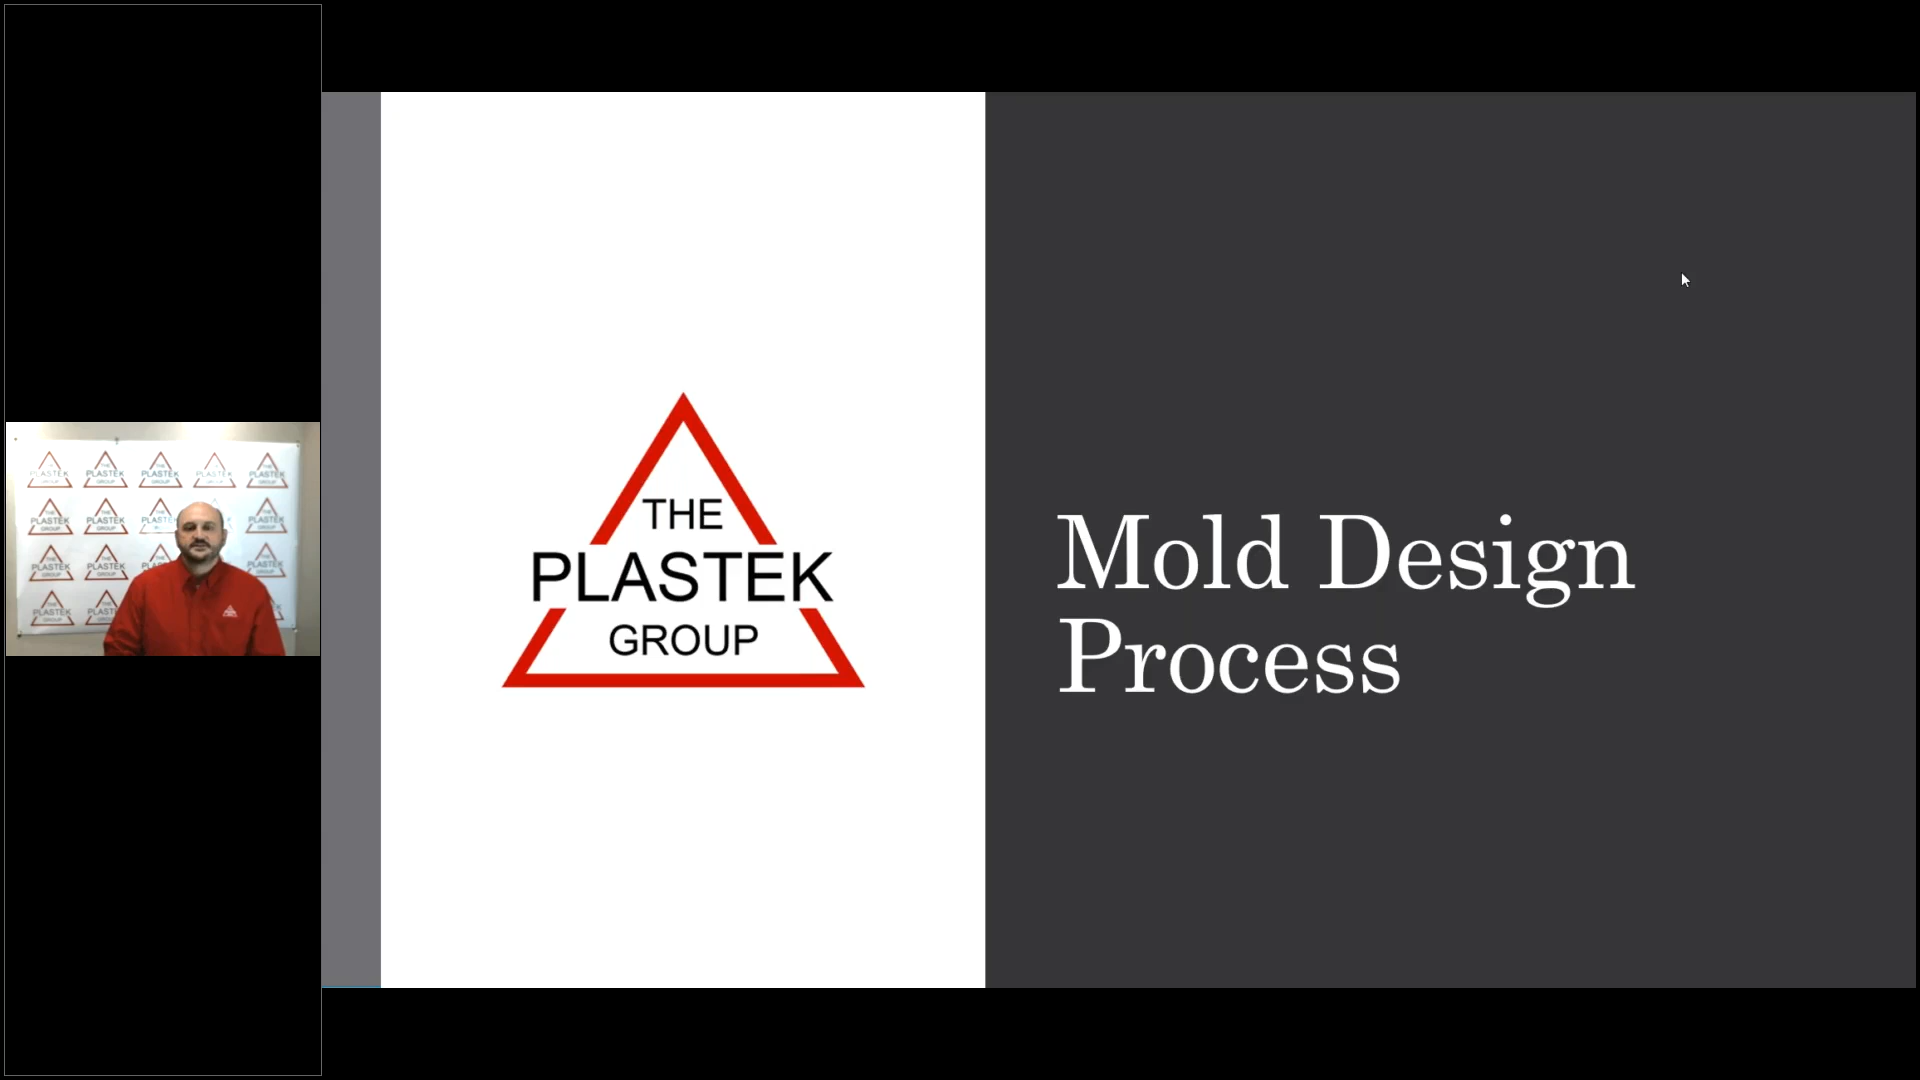 THE
PLASTEK
GROUP
Mold Design
Process